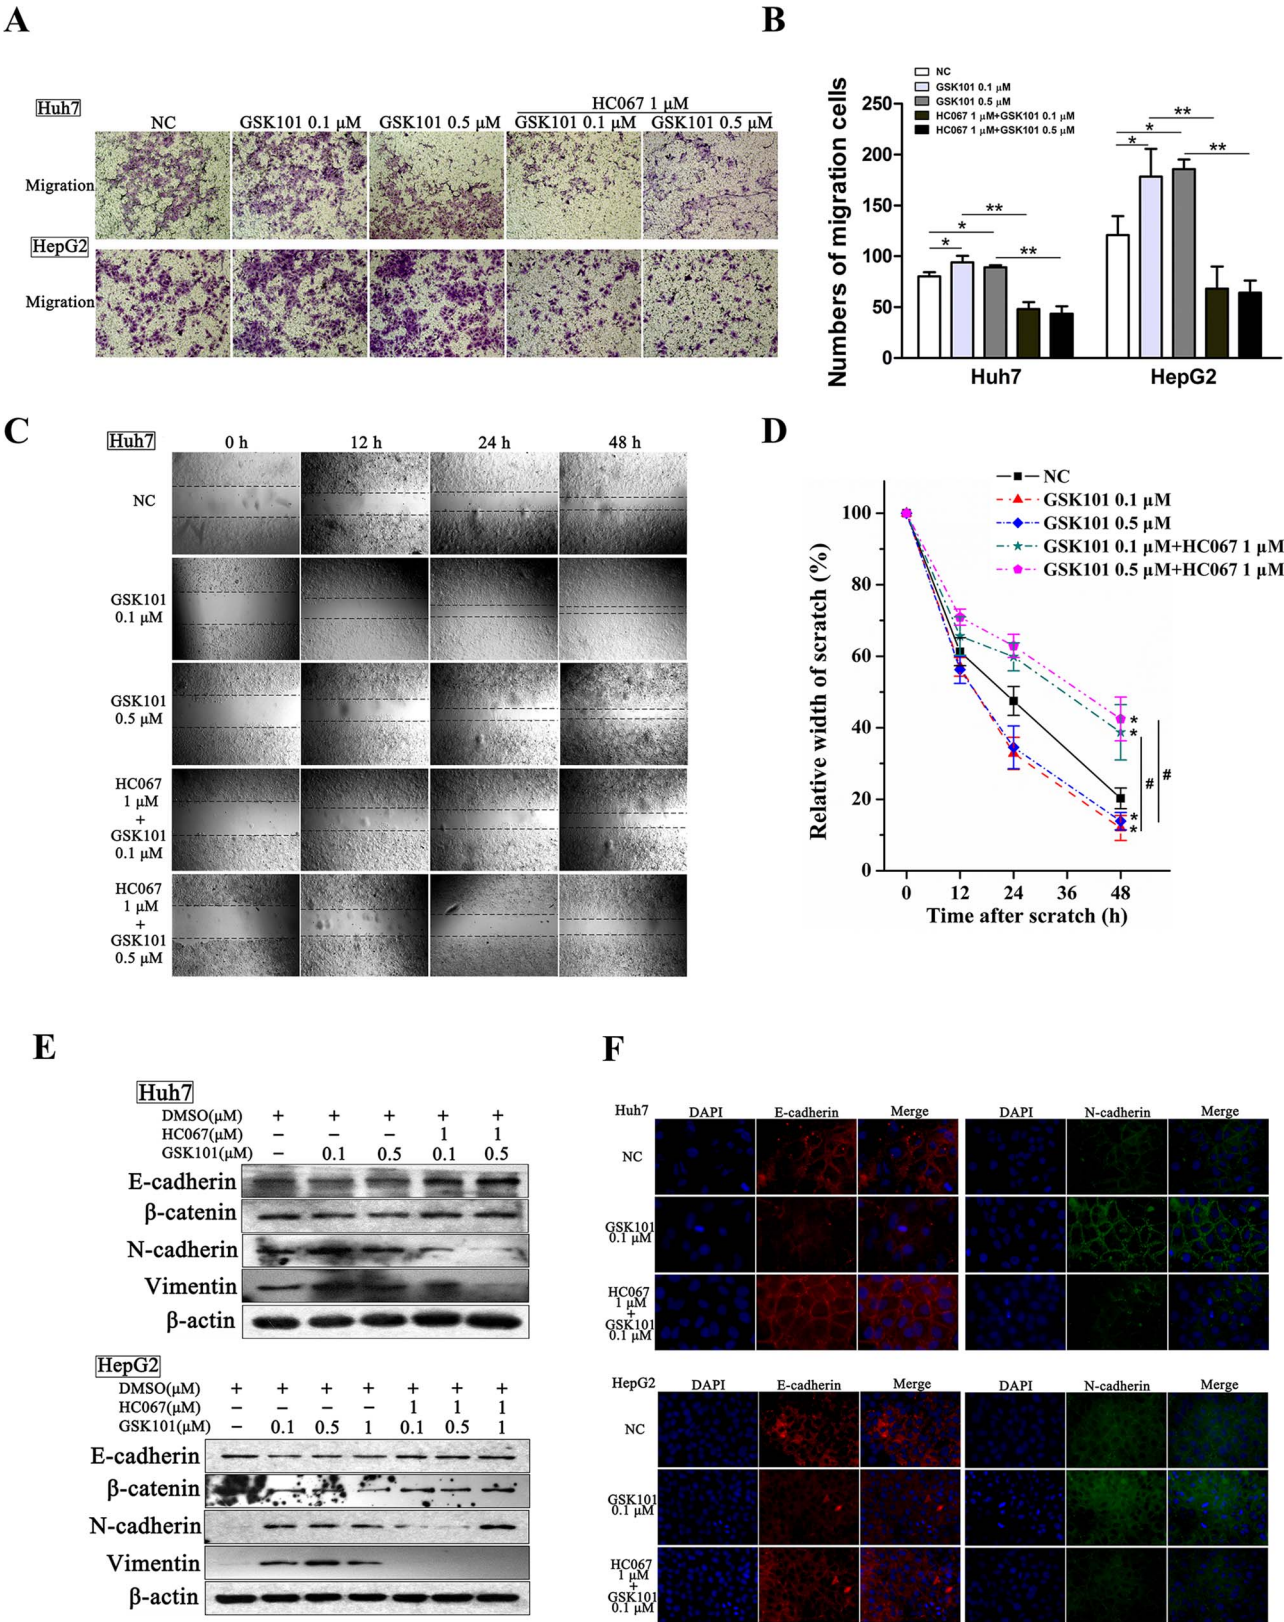 A
Huh7
HC067 1 μM
NC GSK101 0.1 μM GSK101 0.5 μM GSK101 0.1 μM GSK101 0.5 μM
Migration
HepG2
Migration
B
NC
GSK101 0.1 μM
GSK101 0.5 μM
HC067 1 μM+GSK101 0.1 μM
HC067 1 μM+GSK101 0.5 μM
Numbers of migration cells
250
200
150
100
50
0
* * ** **
* * ** **
Huh7 HepG2
C
Huh7 0 h 12 h 24 h 48 h
NC
GSK101
0.1 μM
GSK101
0.5 μM
HC067
1 μM
+
GSK101
0.1 μM
HC067
1 μM
+
GSK101
0.5 μM
D
NC
GSK101 0.1 μM
GSK101 0.5 μM
GSK101 0.1 μM+HC067 1 μM
GSK101 0.5 μM+HC067 1 μM
Relative width of scratch (%)
100
80
60
40
20
0
*
*
# #
*
*
0 12 24 36 48
Time after scratch (h)
E
Huh7
DMSO(μM) + + + + +
HC067(μM) − − − 1 1
GSK101(μM) − 0.1 0.5 0.1 0.5
E-cadherin
β-catenin
N-cadherin
Vimentin
β-actin
HepG2
DMSO(μM) + + + + + + +
HC067(μM) − − − − 1 1 1
GSK101(μM) − 0.1 0.5 1 0.1 0.5 1
E-cadherin
β-catenin
N-cadherin
Vimentin
β-actin
F
Huh7 DAPI E-cadherin Merge DAPI N-cadherin Merge
NC
GSK101
0.1 μM
HC067
1 μM
+
GSK101
0.1 μM
HepG2 DAPI E-cadherin Merge DAPI N-cadherin Merge
NC
GSK101
0.1 μM
HC067
1 μM
+
GSK101
0.1 μM